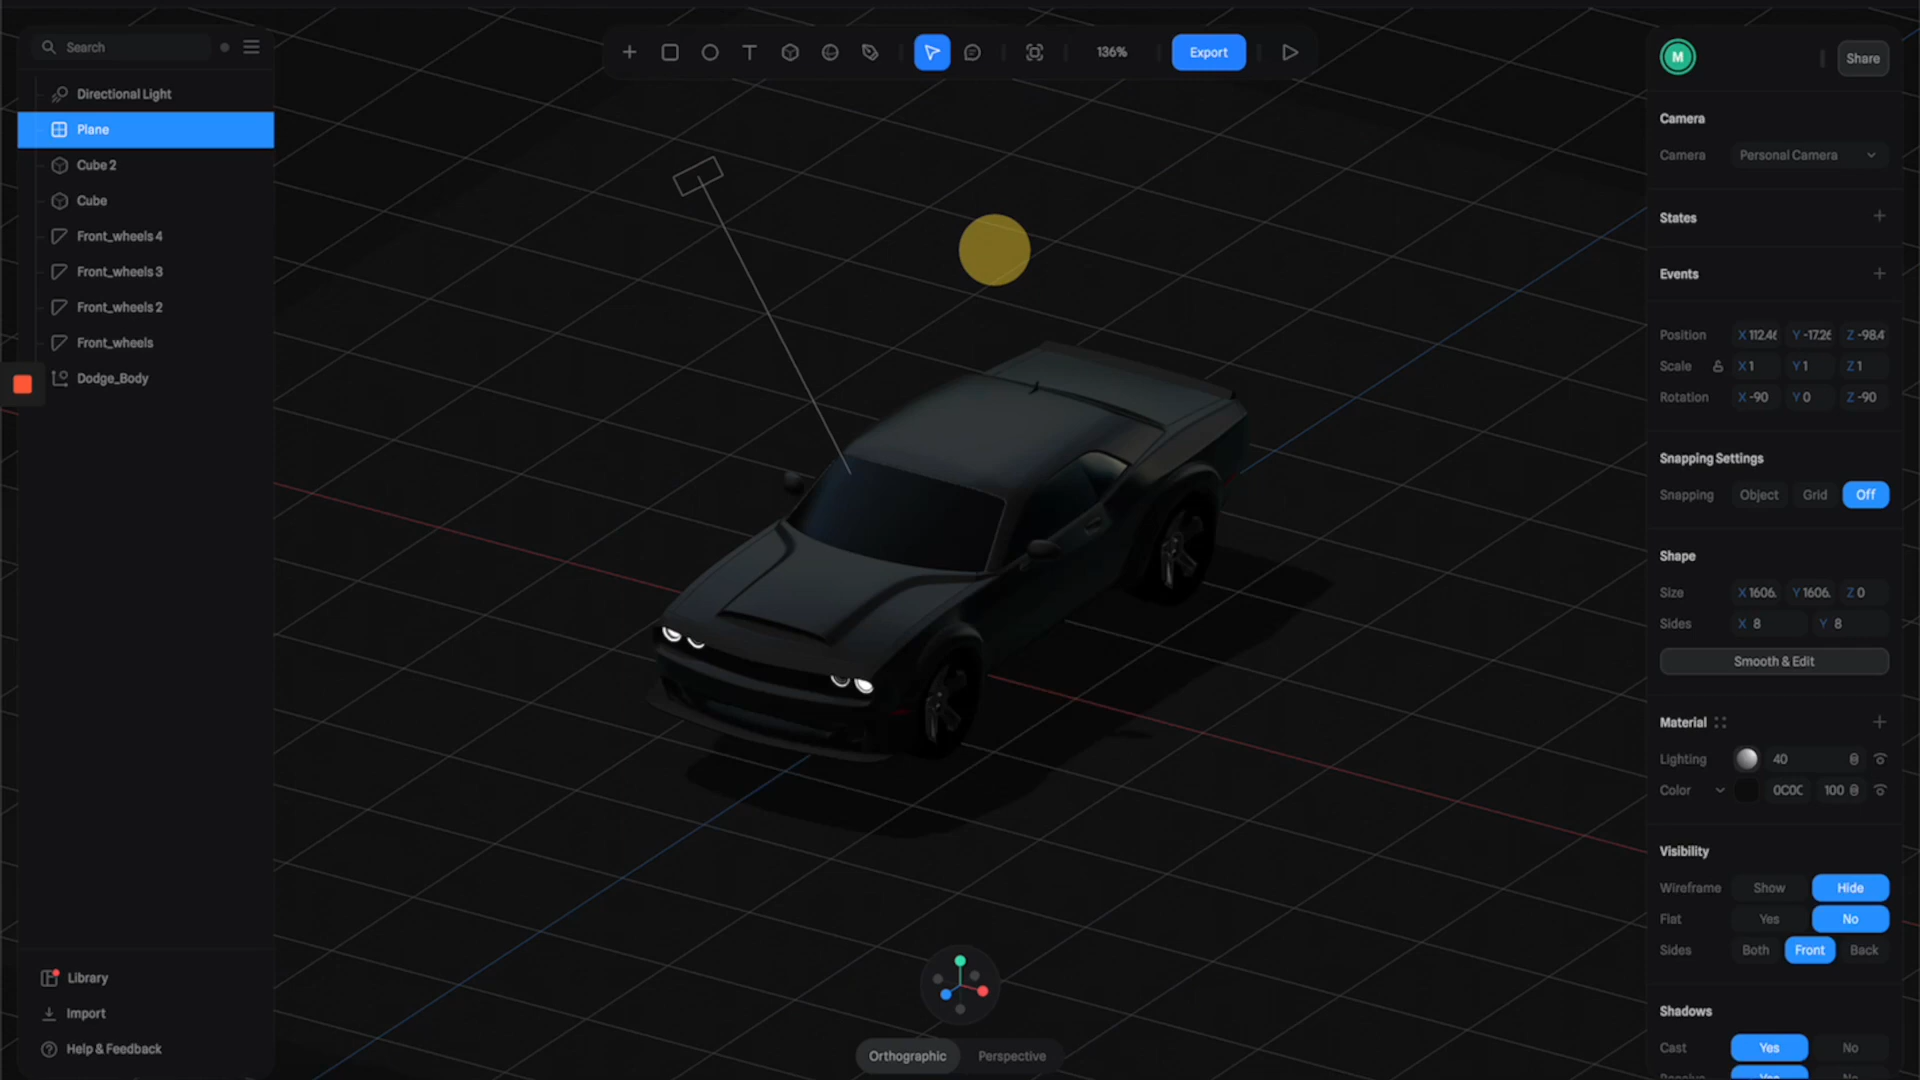 Search
Directional Light
Plane
Cube 2
Cube
Front_wheels 4
Front_wheels 3
Front_wheels 2
Front_wheels
Dodge_Body
Library
Import
Help & Feedback
T
136%
Export
M
Share
Camera
Camera Personal Camera
States
Events
Position X 112.46 Y -17.26 Z -98.4
Scale X 1 Y 1 Z 1
Rotation X -90 Y 0 Z -90
Snapping Settings
Snapping Object Grid Off
Shape
Size X 1606. Y 1606. Z 0
Sides X 8 Y 8
Smooth & Edit
Material
Lighting 40
Color 0C0C 100
Visibility
Wireframe Show Hide
Flat Yes No
Sides Both Front Back
Shadows
Cast Yes No
Orthographic Perspective